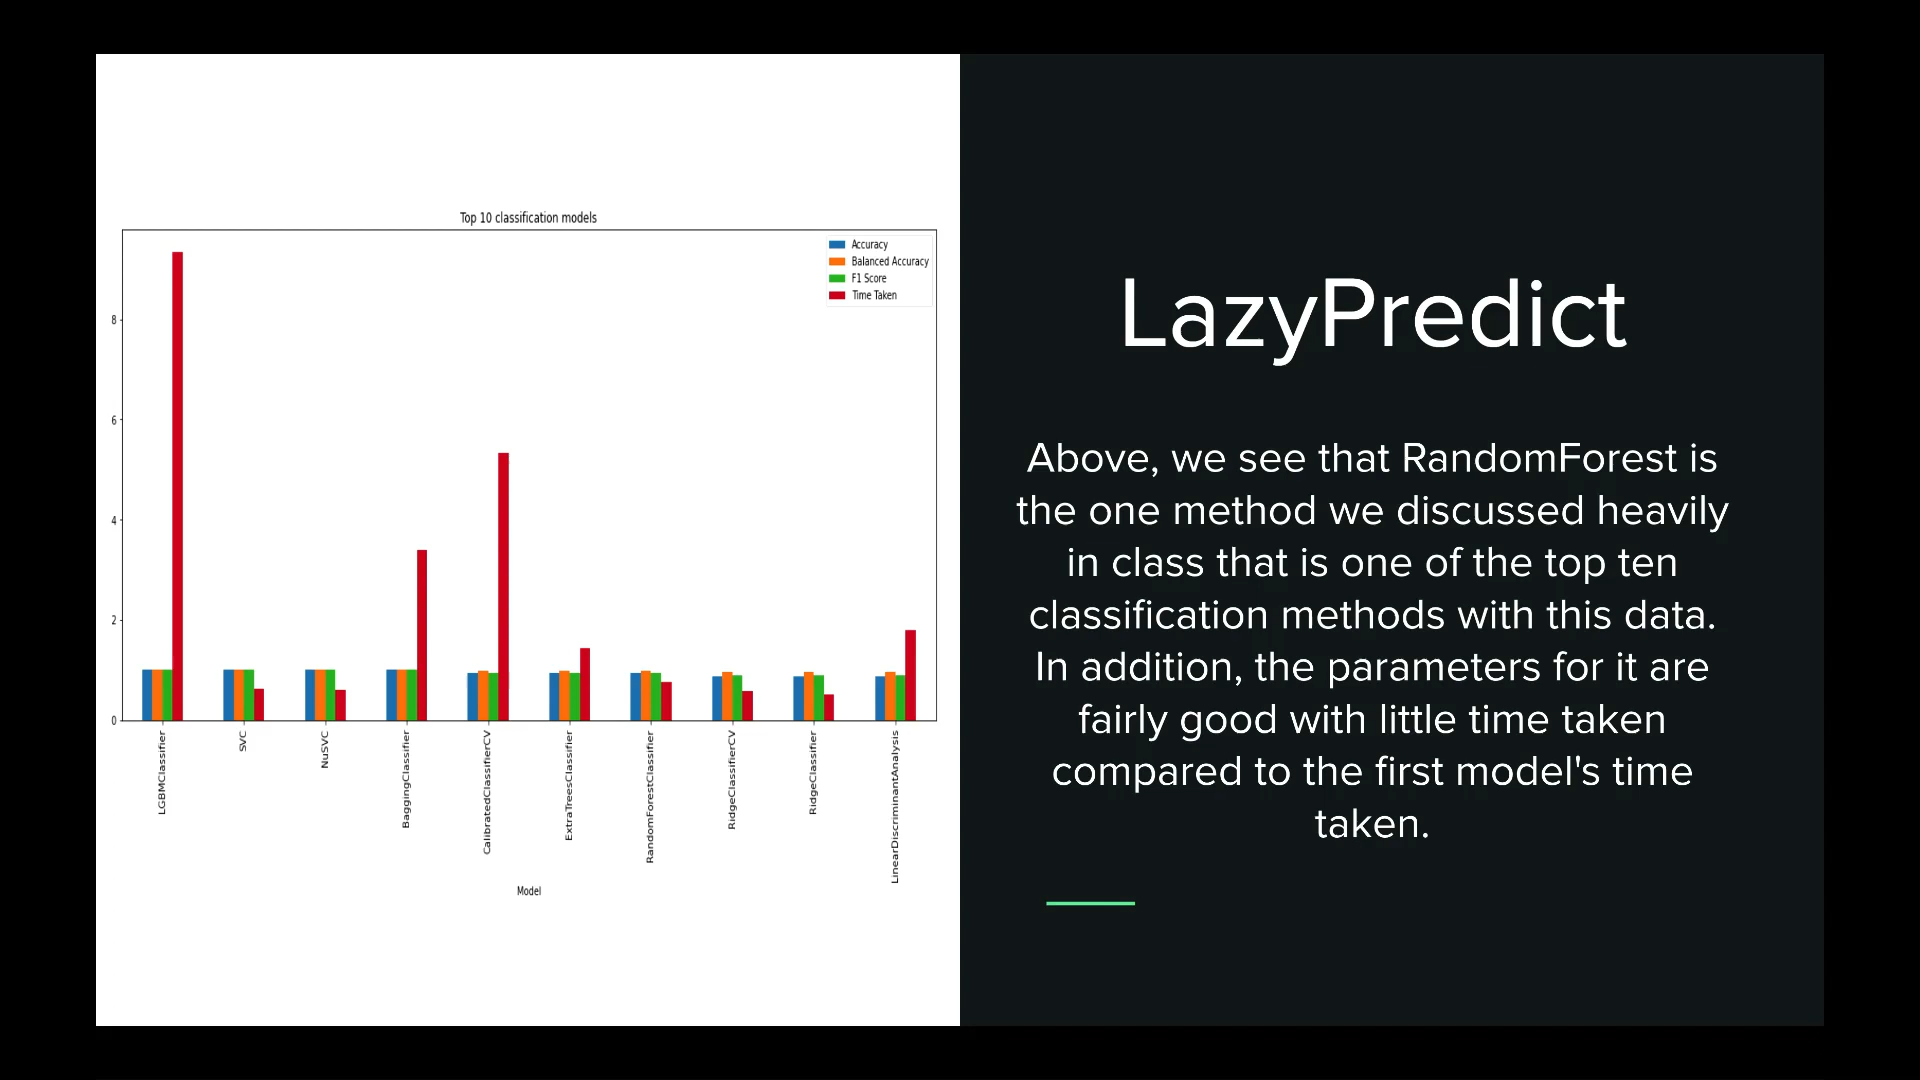 Top 10 classification models
Accuracy
Balanced Accuracy
F1 Score
Time Taken
8
6
4
2
0
LGBMClassifier
SVC
NuSVC
BaggingClassifier
CalibratedClassifierCV
ExtraTreesClassifier
RandomForestClassifier
RidgeClassifierCV
RidgeClassifier
LinearDiscriminantAnalysis
Model
LazyPredict
Above, we see that RandomForest is
the one method we discussed heavily
in class that is one of the top ten
classification methods with this data.
In addition, the parameters for it are
fairly good with little time taken
compared to the first model's time
taken.